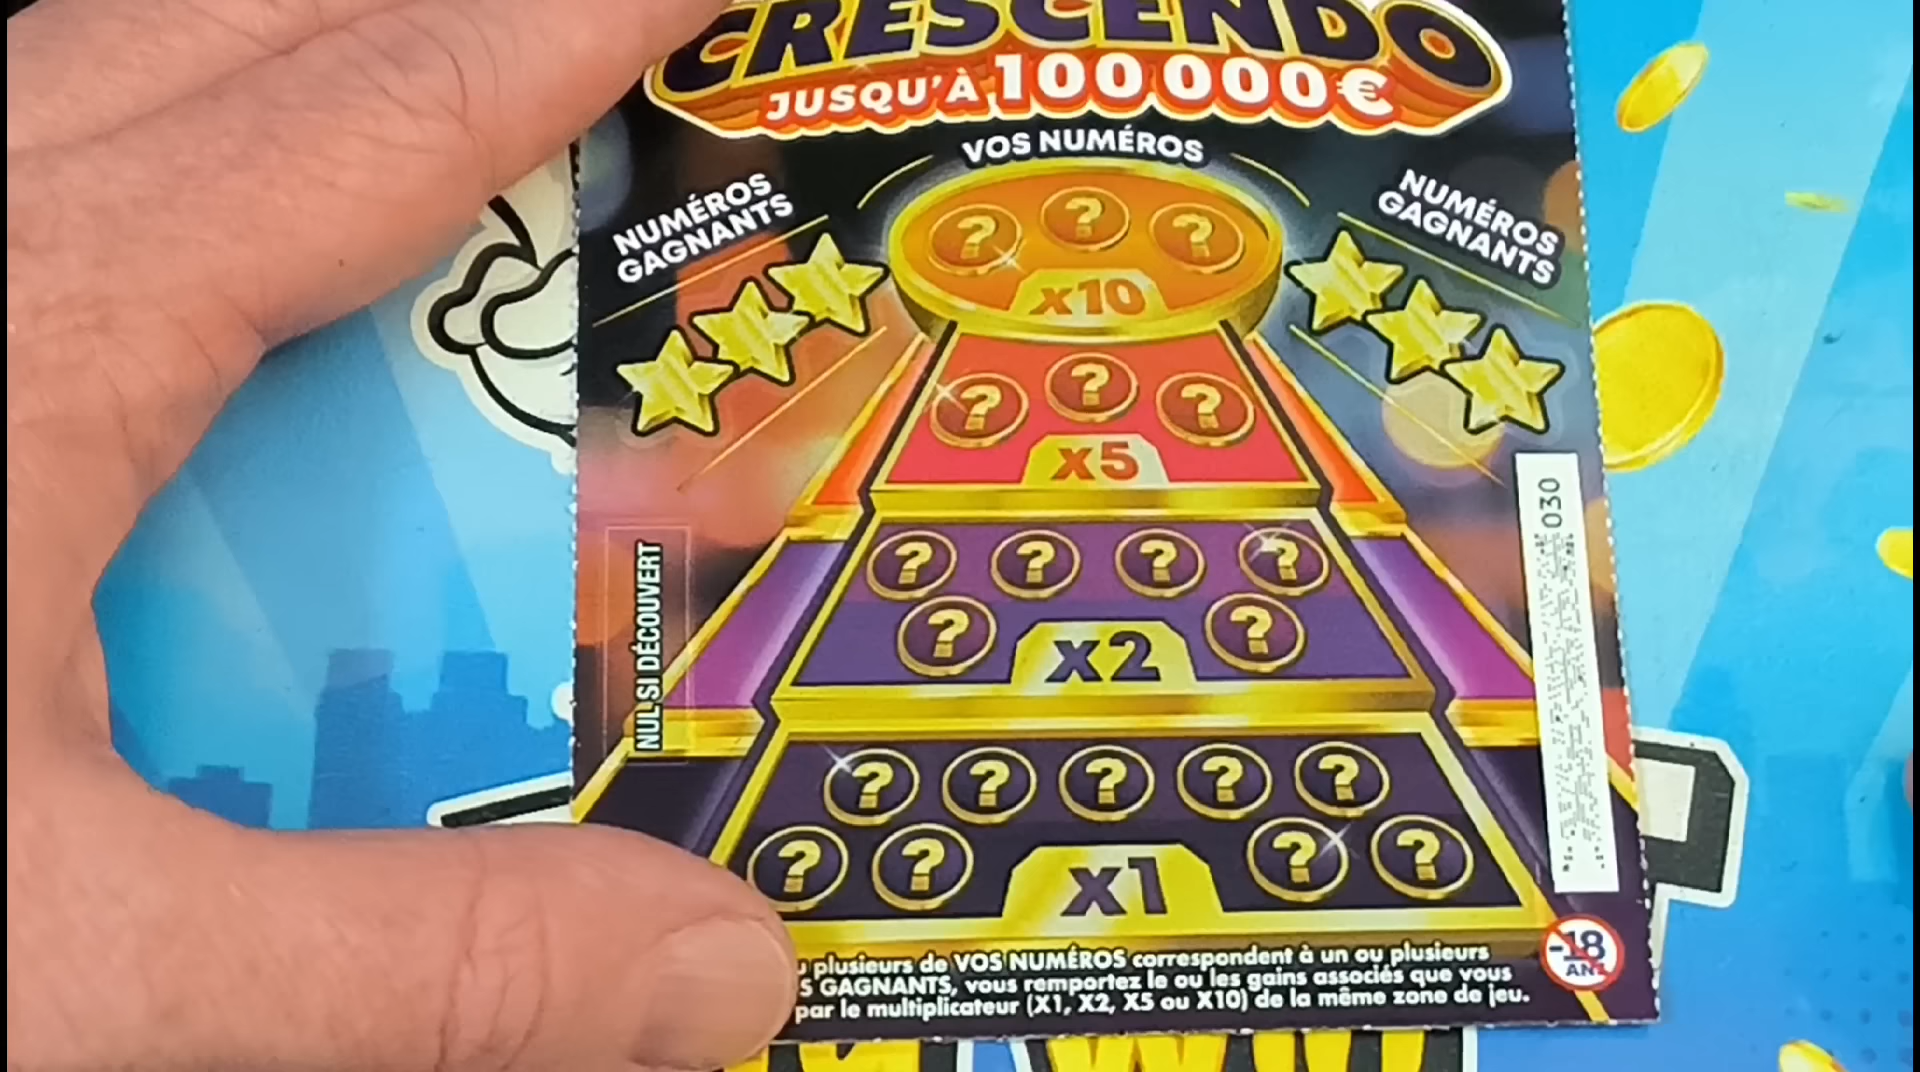 CRESCENDO
JUSQU'À 100 000€
VOS NUMÉROS
NUMÉROS
GAGNANTS
NUMÉROS
GAGNANTS
? ? ?
x10
? ? ?
x5
? ? ? ?
? ?
x2
? ? ? ? ?
? ? ? ?
x1
NUL SI DÉCOUVERT
030
-18
ANS
plusieurs de VOS NUMÉROS correspondent à un ou plusieurs
GAGNANTS, vous remportez le ou les gains associés que vous
par le multiplicateur (X1, X2, X5 ou X10) de la même zone de jeu.